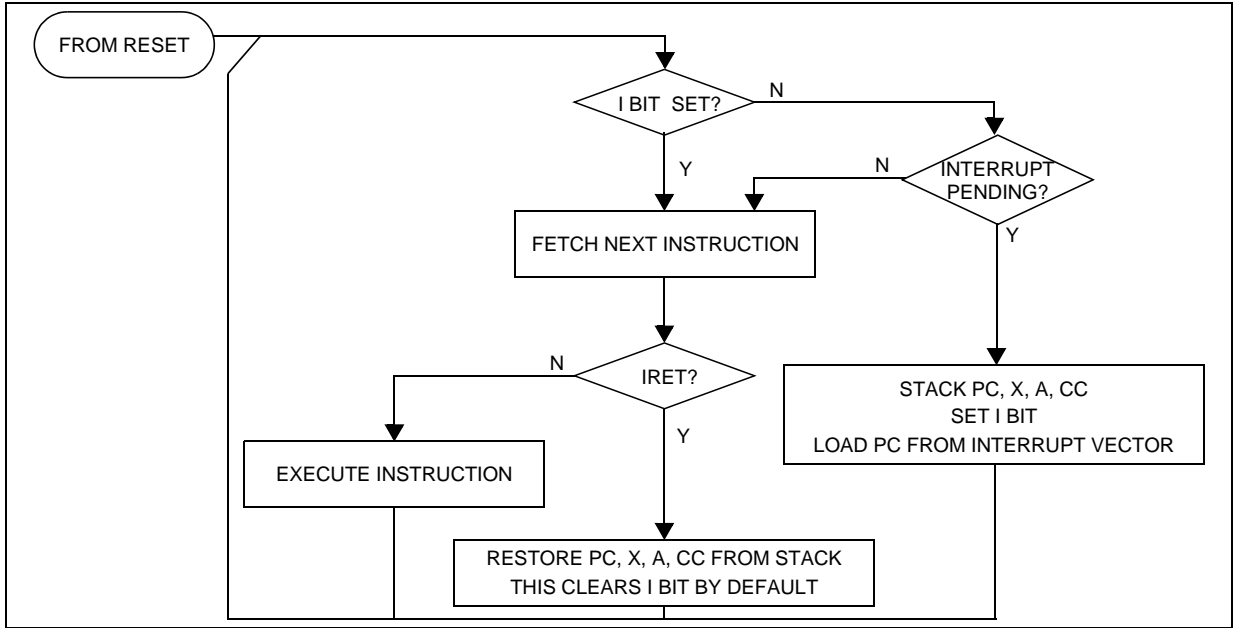 FROM RESET
I BIT SET?
N
Y
N
INTERRUPT
PENDING?
Y
FETCH NEXT INSTRUCTION
N
IRET?
Y
STACK PC, X, A, CC
SET I BIT
LOAD PC FROM INTERRUPT VECTOR
EXECUTE INSTRUCTION
RESTORE PC, X, A, CC FROM STACK
THIS CLEARS I BIT BY DEFAULT